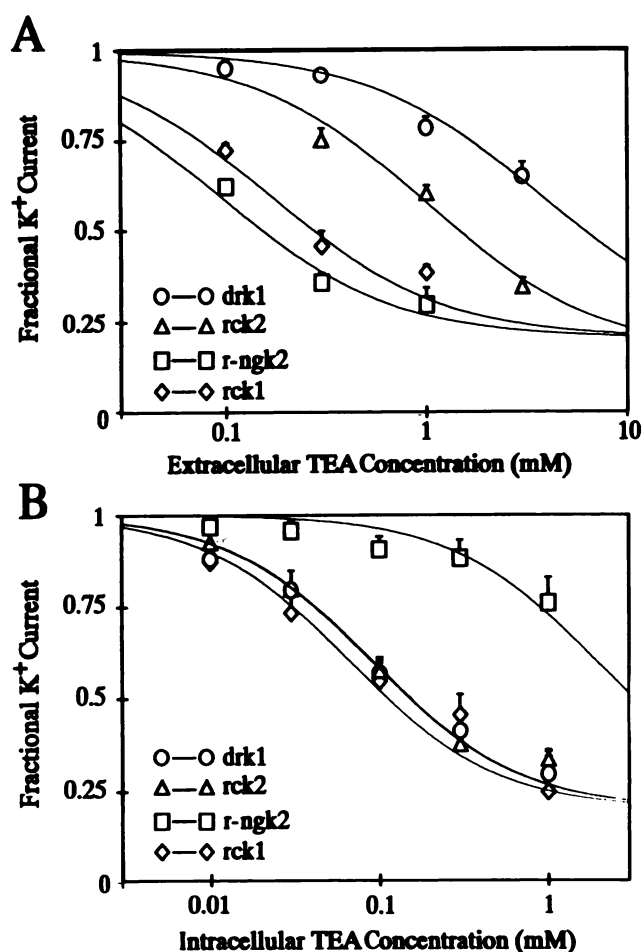 A
1
0.75
0.5
0.25
0
Fractional K+ Current
drk1
rck2
r-ngk2
rck1
0.1
1
10
Extracellular TEA Concentration (mM)
B
1
0.75
0.5
0.25
0
Fractional K+ Current
drk1
rck2
r-ngk2
rck1
0.01
0.1
1
Intracellular TEA Concentration (mM)